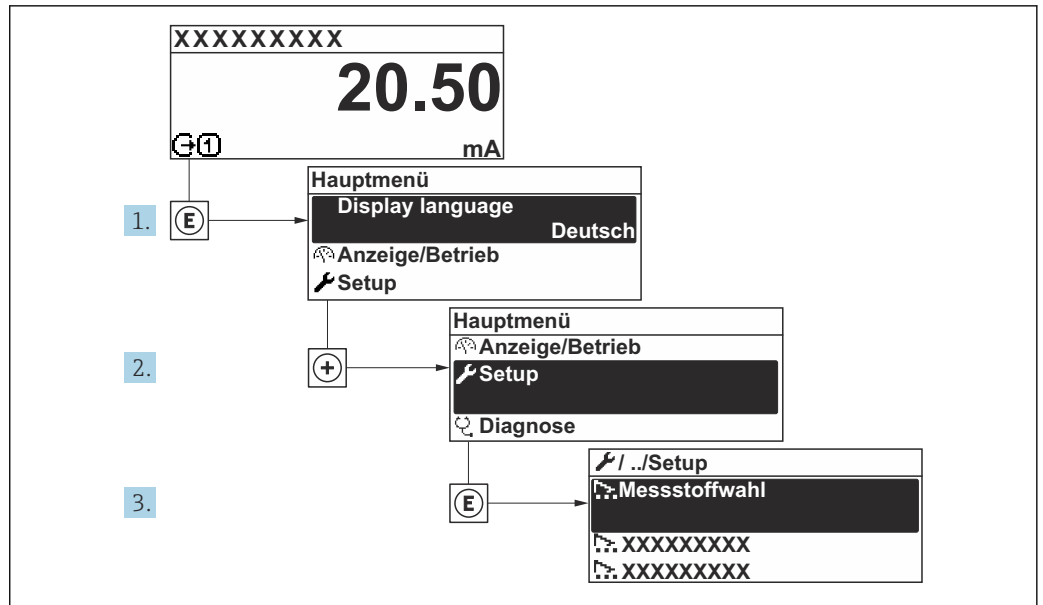 XXXXXXXXX
20.50
1
mA
1.
E
Hauptmenü
Display language
Deutsch
Anzeige/Betrieb
Setup
2.
+
Hauptmenü
Anzeige/Betrieb
Setup
Diagnose
3.
E
/ ../Setup
Messstoffwahl
XXXXXXXXX
XXXXXXXXX